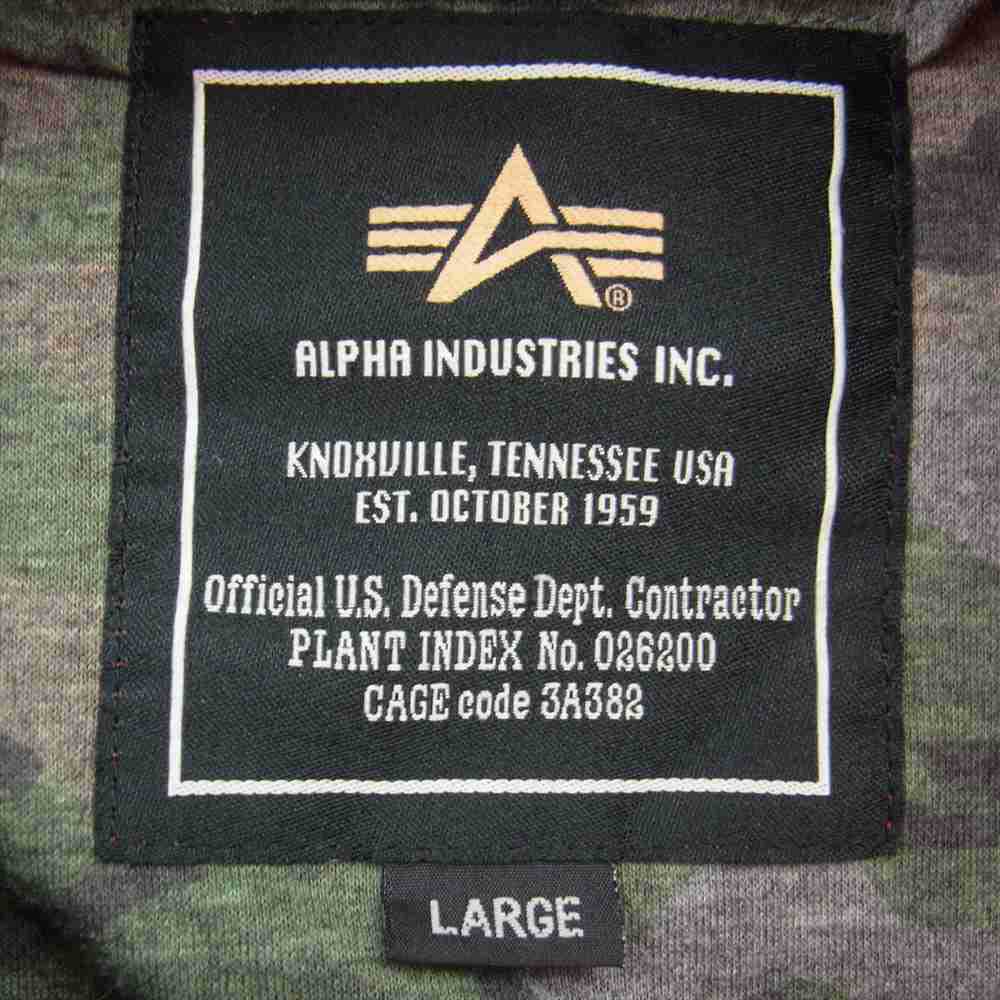 ®
ALPHA INDUSTRIES INC.
KNOXVILLE, TENNESSEE USA
EST. OCTOBER 1959
Official U.S. Defense Dept. Contractor
PLANT INDEX No. 026200
CAGE code 3A382
LARGE